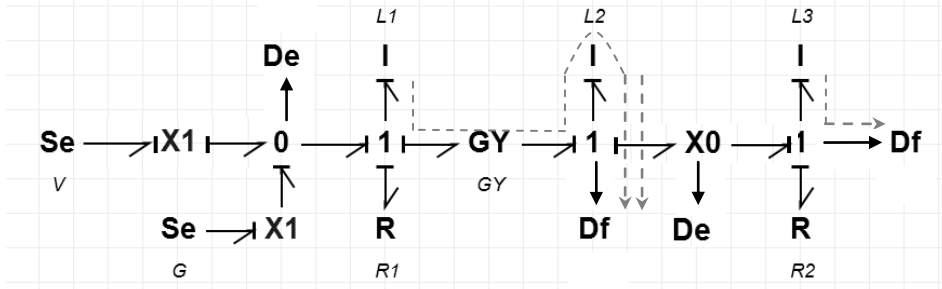 L1 L2 L3
De I I I
Se X1 0 1 GY 1 X0 1 Df
V GY
Se X1 R Df De R
G R1 R2